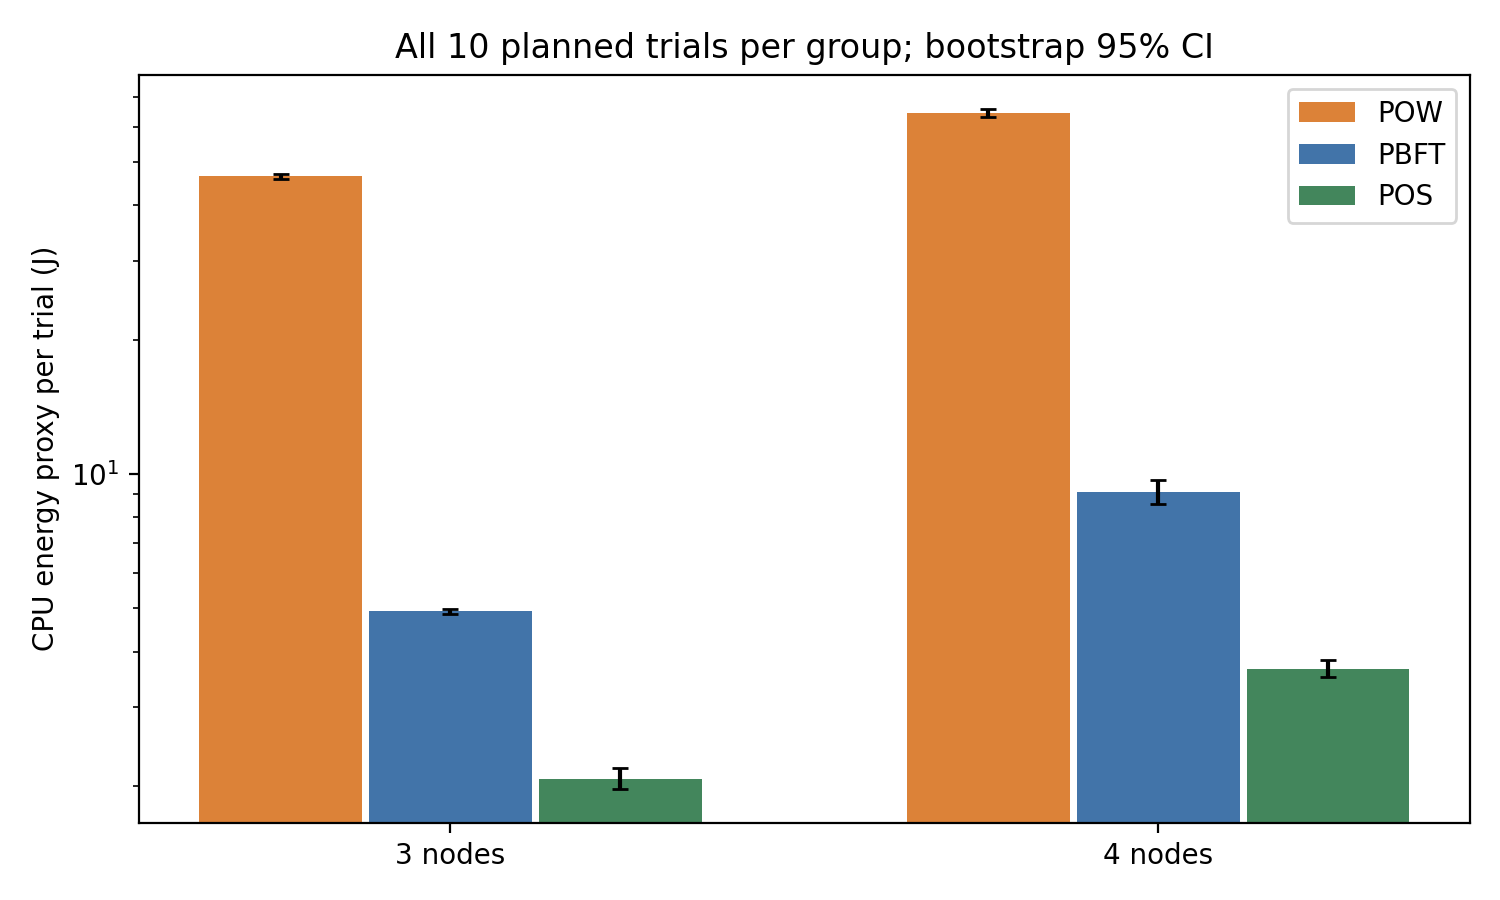 All 10 planned trials per group; bootstrap 95% CI
CPU energy proxy per trial (J)
10¹
POW
PBFT
POS
3 nodes
4 nodes